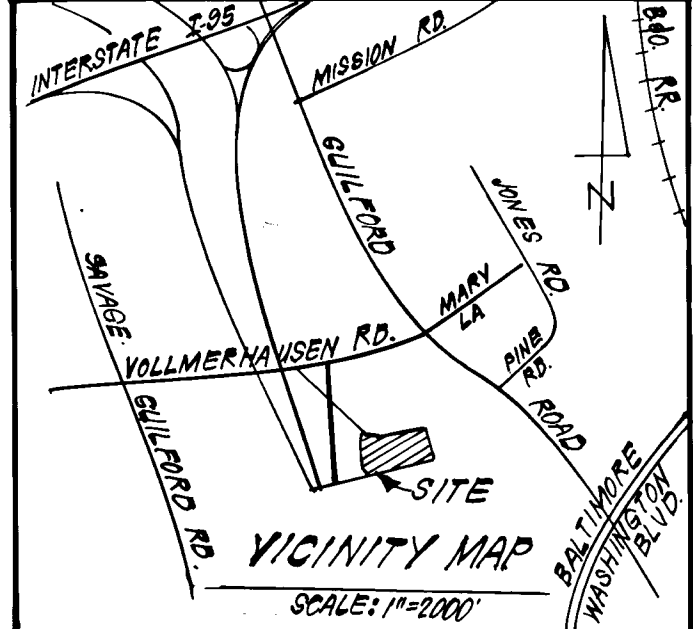 INTERSTATE I-95
MISSION RD.
B&O. RR.
GUILFORD
ROAD
N
JONES RD.
SAVAGE
GUILFORD RD.
MARY
LA
VOLLMERHAUSEN RD.
PINE
RD.
SITE
BALTIMORE
WASHINGTON
BLVD.
VICINITY MAP
SCALE: 1"=2000'